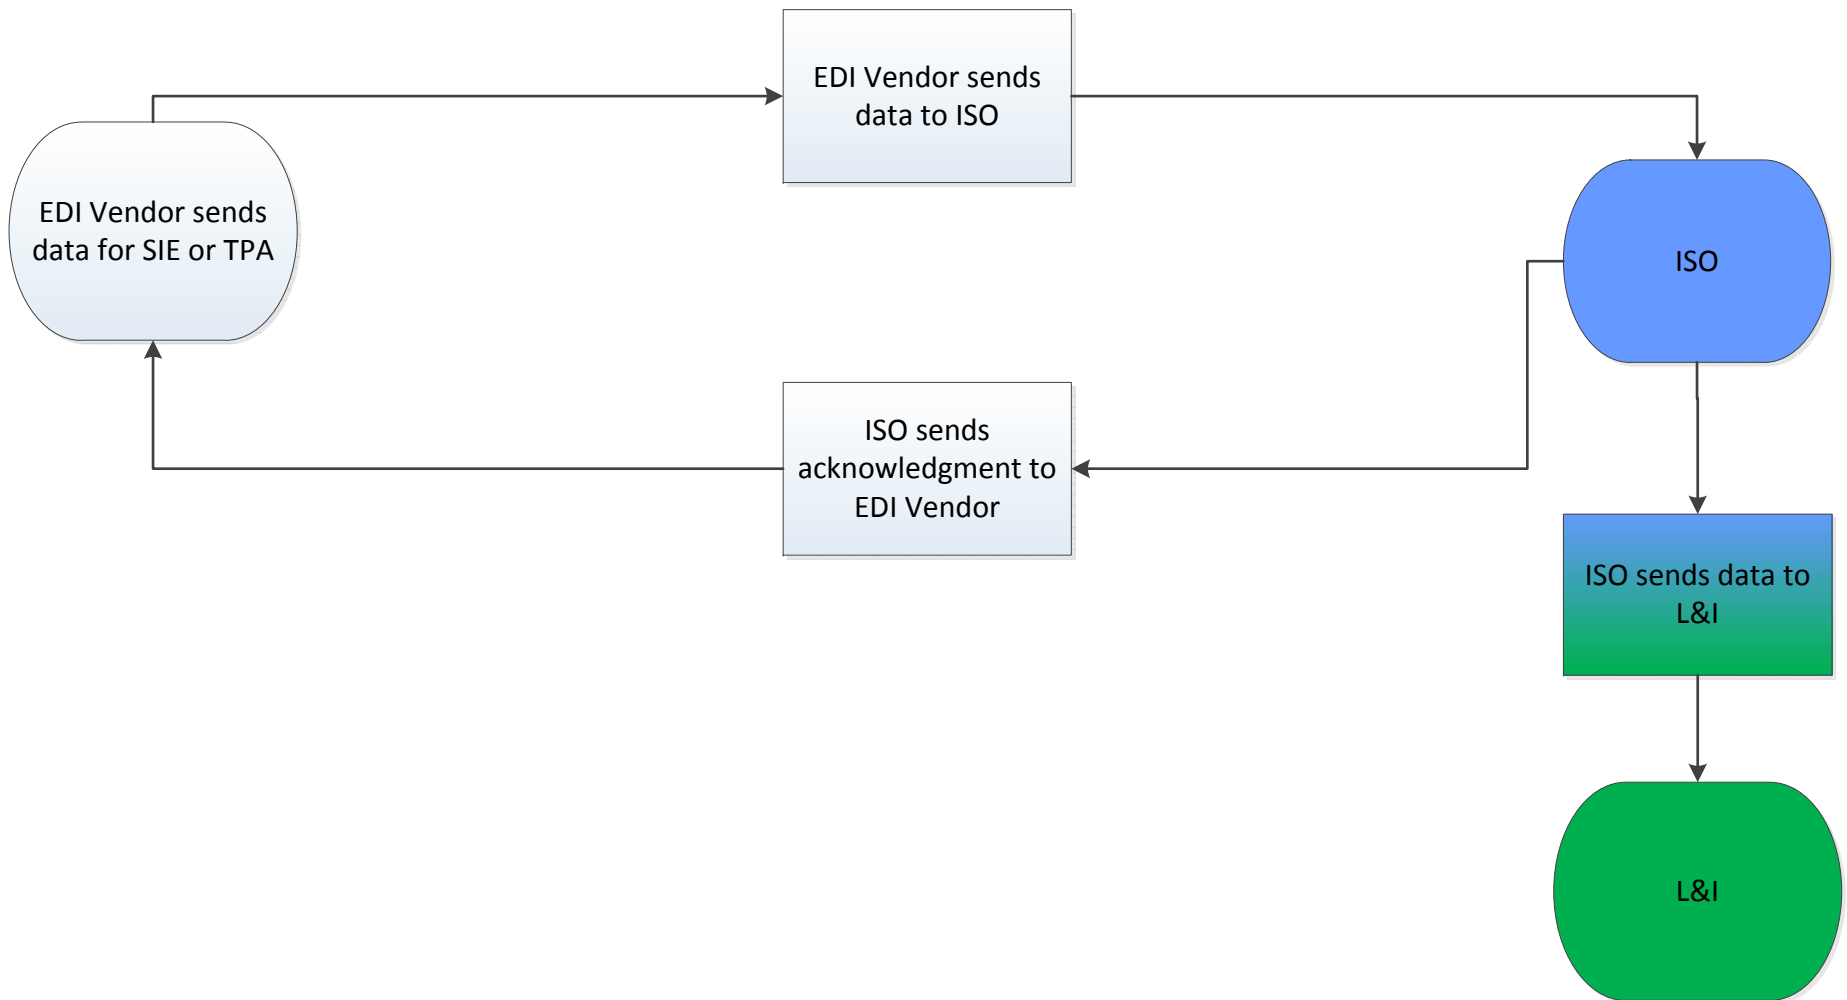 EDI Vendor sends
data to ISO
EDI Vendor sends
data for SIE or TPA
ISO
ISO sends
acknowledgment to
EDI Vendor
ISO sends data to
L&I
L&I